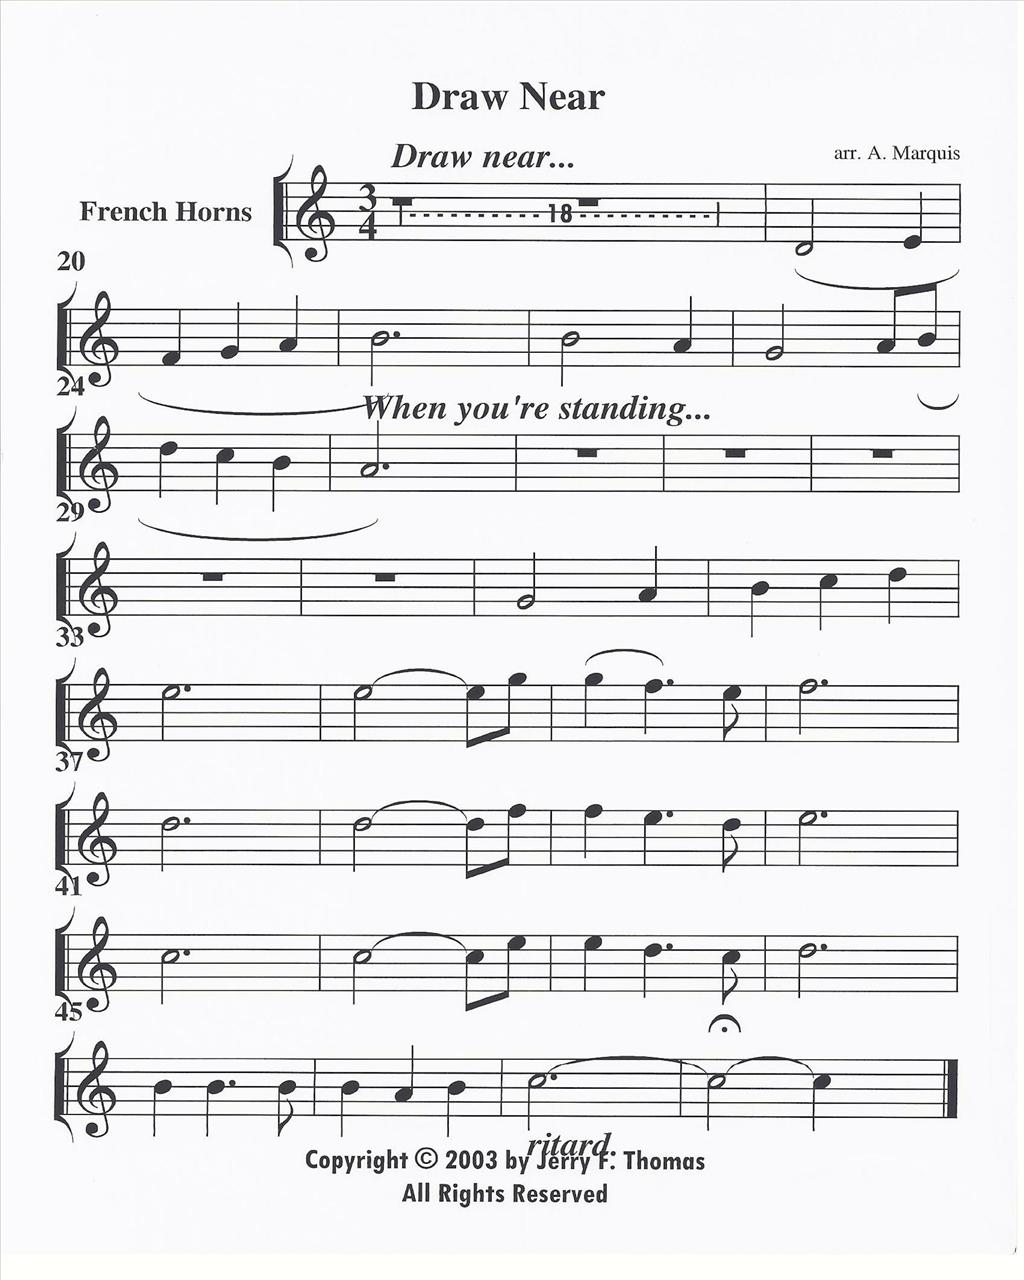 Draw Near
Draw near...
arr. A. Marquis
French Horns
3
4
18
20
24
When you're standing...
29
33
37
41
45
ritard.
Copyright © 2003 by Jerry F. Thomas
All Rights Reserved